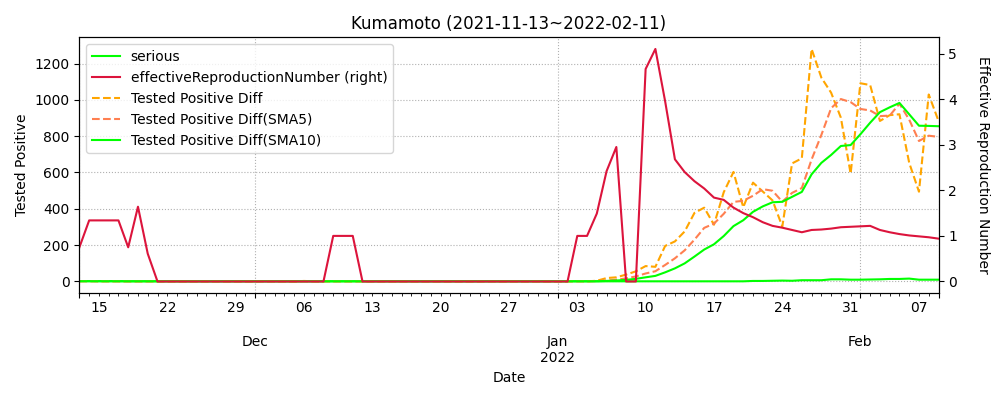 Kumamoto (2021-11-13~2022-02-11)
serious
effectiveReproductionNumber (right)
Tested Positive Diff
Tested Positive Diff(SMA5)
Tested Positive Diff(SMA10)
Tested Positive
1200
1000
800
600
400
200
0
Effective Reproduction Number
5
4
3
2
1
0
15 22 29 06 13 20 27 03 10 17 24 31 07
Dec Jan Feb
2022
Date